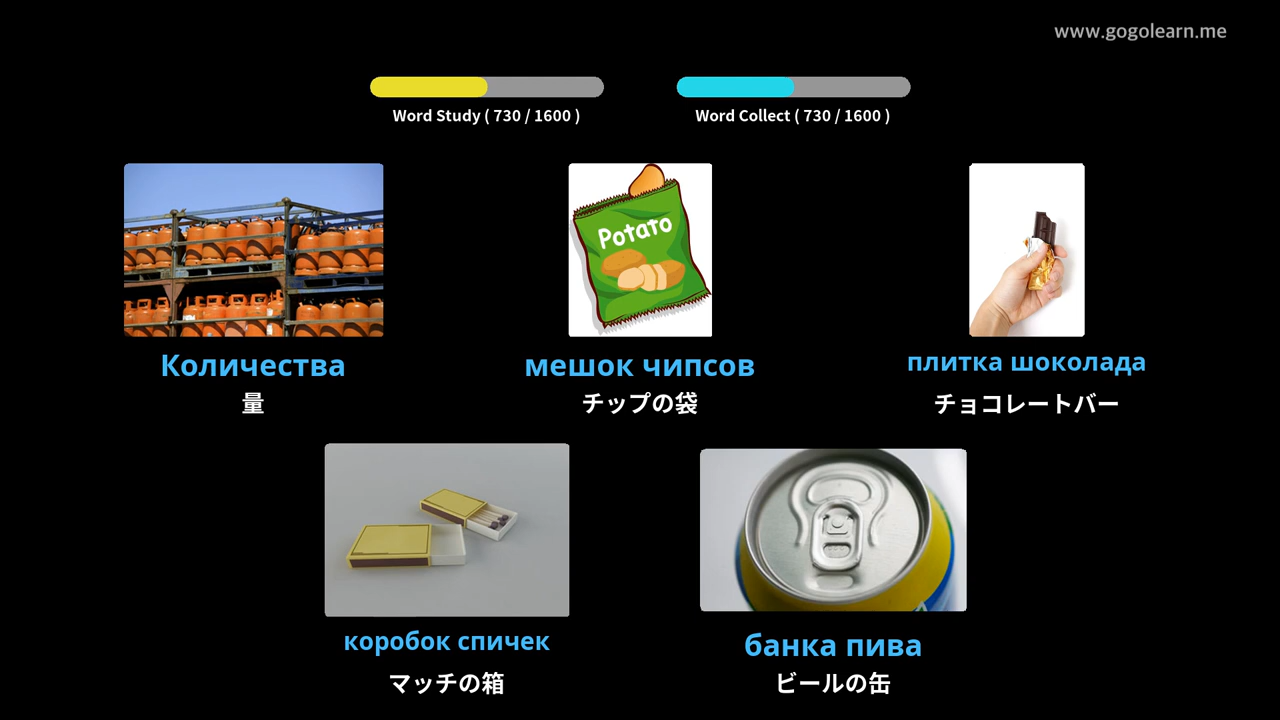 www.gogolearn.me
Word Study ( 730 / 1600 )
Word Collect ( 730 / 1600 )
Potato
Количества
量
мешок чипсов
チップの袋
плитка шоколада
チョコレートバー
коробок спичек
マッチの箱
банка пива
ビールの缶